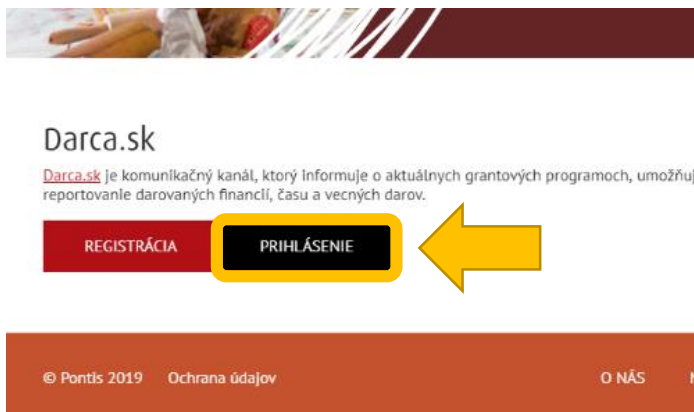 Darca.sk
Darca.sk je komunikačný kanál, ktorý informuje o aktuálnych grantových programoch,
reportovanie darovaných financií, času a vecných darov.
REGISTRÁCIA PRIHLÁSENIE
© Pontis 2019 Ochrana údajov O NÁS